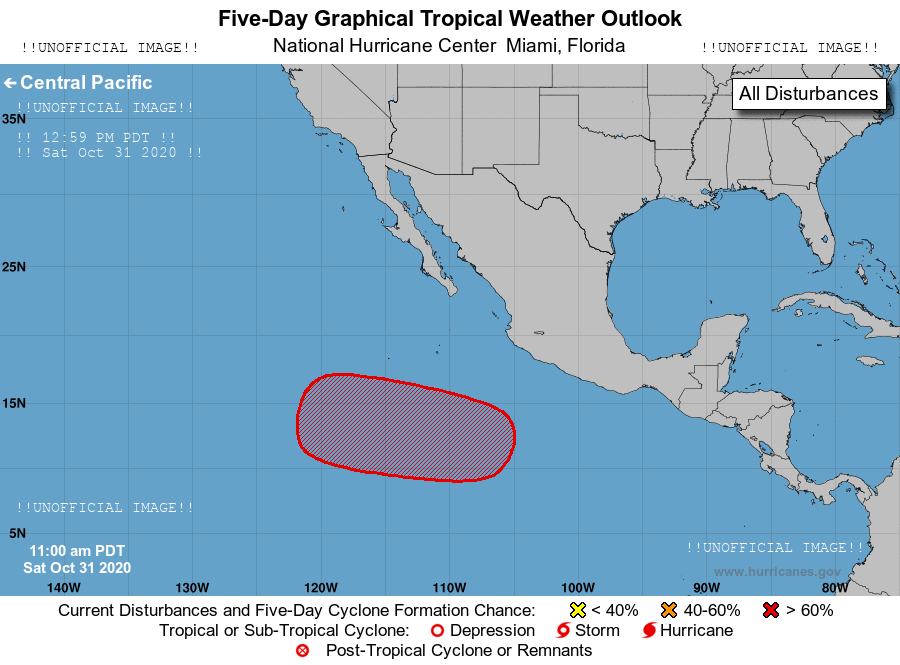 Five-Day Graphical Tropical Weather Outlook
!!UNOFFICIAL IMAGE!! National Hurricane Center Miami, Florida !!UNOFFICIAL IMAGE!!
← Central Pacific
All Disturbances
!!UNOFFICIAL IMAGE!!
35N
!! 12:59 PM PDT !!
!! Sat Oct 31 2020 !!
25N
15N
!!UNOFFICIAL IMAGE!!
5N
11:00 am PDT
Sat Oct 31 2020
!!UNOFFICIAL IMAGE!!
www.hurricanes.gov
140W 130W 120W 110W 100W 90W 80W
Current Disturbances and Five-Day Cyclone Formation Chance: < 40% 40-60% > 60%
Tropical or Sub-Tropical Cyclone: Depression Storm Hurricane
Post-Tropical Cyclone or Remnants